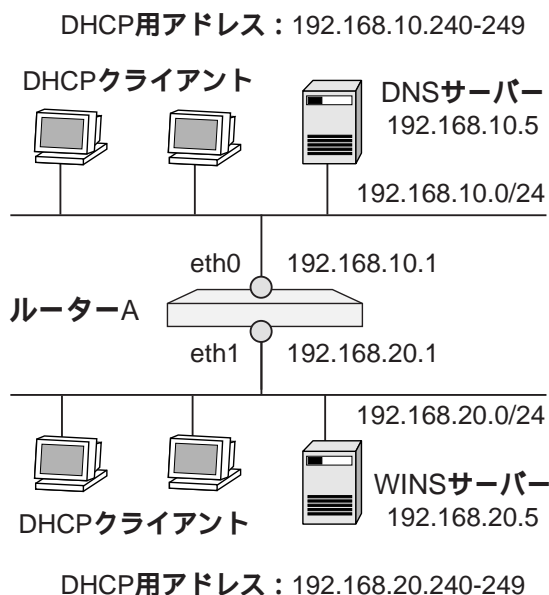 DHCP用アドレス：192.168.10.240-249
DHCPクライアント
DNSサーバー
192.168.10.5
192.168.10.0/24
eth0
192.168.10.1
ルーターA
eth1
192.168.20.1
192.168.20.0/24
WINSサーバー
192.168.20.5
DHCPクライアント
DHCP用アドレス：192.168.20.240-249